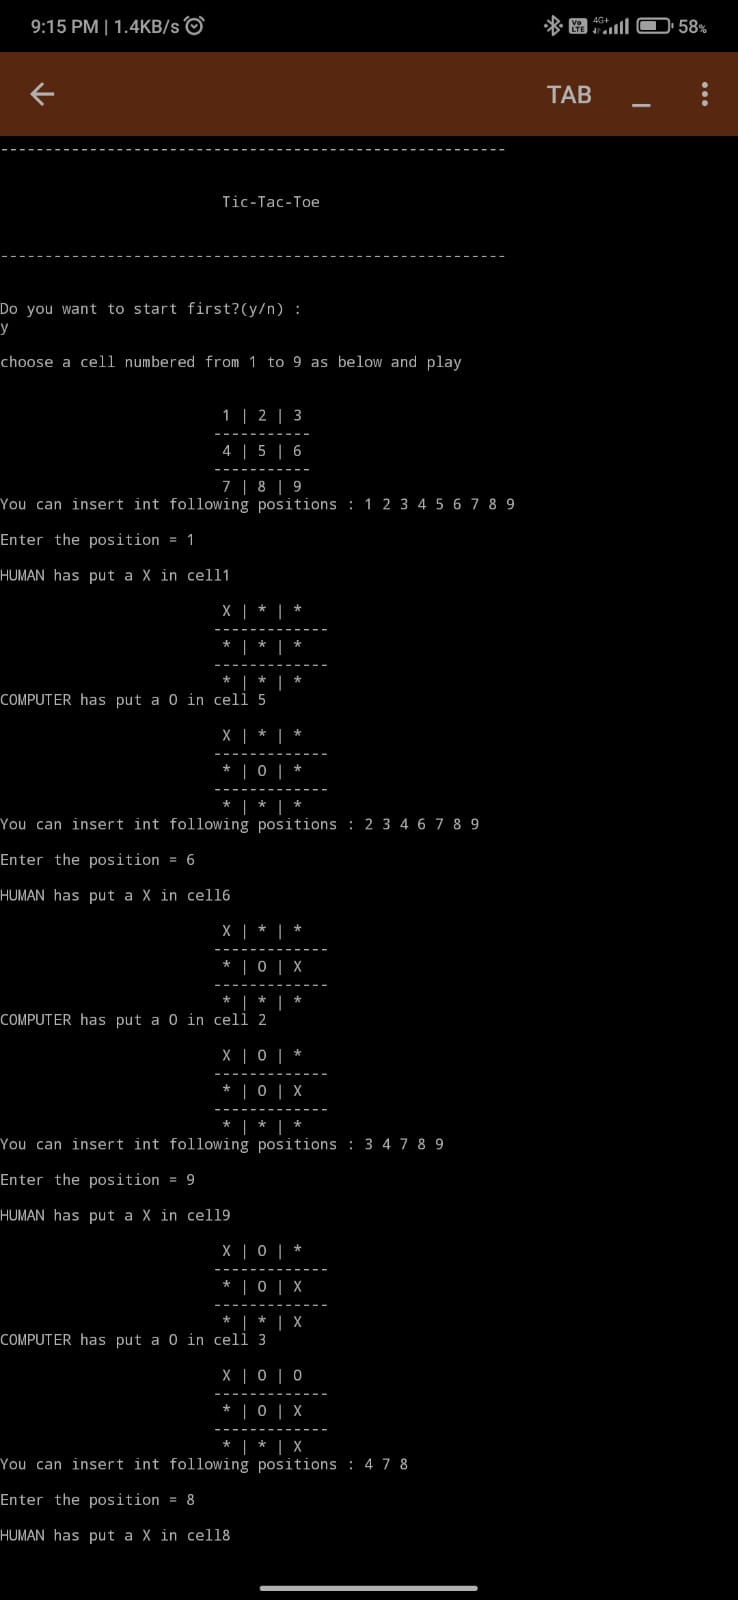 9:15 PM | 1.4KB/s
Vo LTE 4G+ 58%
TAB _
-------------------------------------------------------
Tic-Tac-Toe
-------------------------------------------------------
Do you want to start first?(y/n) :
y
choose a cell numbered from 1 to 9 as below and play
1 | 2 | 3
-----------
4 | 5 | 6
-----------
7 | 8 | 9
You can insert int following positions : 1 2 3 4 5 6 7 8 9
Enter the position = 1
HUMAN has put a X in cell1
X | * | *
-------------
* | * | *
-------------
* | * | *
COMPUTER has put a O in cell 5
X | * | *
-------------
* | O | *
-------------
* | * | *
You can insert int following positions : 2 3 4 6 7 8 9
Enter the position = 6
HUMAN has put a X in cell6
X | * | *
-------------
* | O | X
-------------
* | * | *
COMPUTER has put a O in cell 2
X | O | *
-------------
* | O | X
-------------
* | * | *
You can insert int following positions : 3 4 7 8 9
Enter the position = 9
HUMAN has put a X in cell9
X | O | *
-------------
* | O | X
-------------
* | * | X
COMPUTER has put a O in cell 3
X | O | O
-------------
* | O | X
-------------
* | * | X
You can insert int following positions : 4 7 8
Enter the position = 8
HUMAN has put a X in cell8